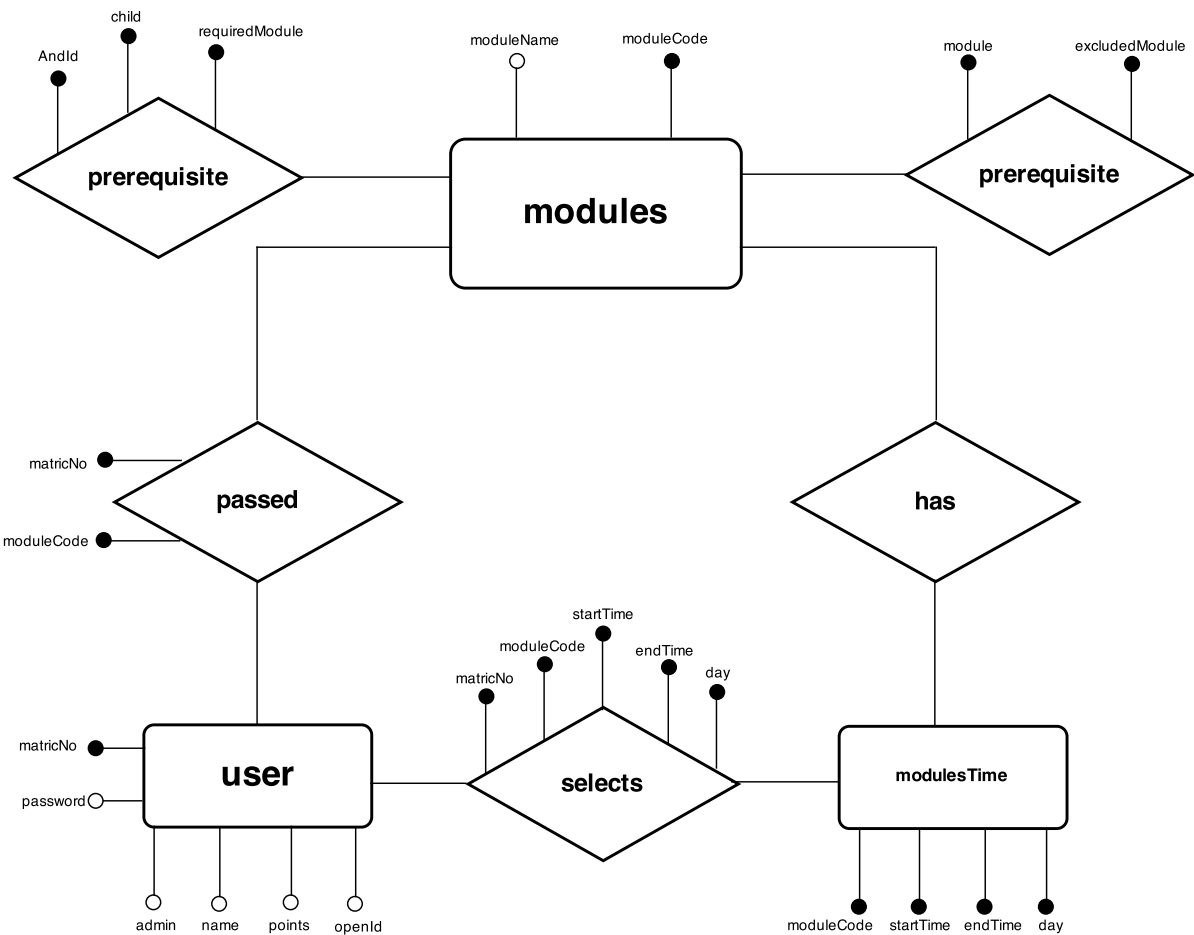 child
requiredModule
AndId
moduleName
moduleCode
module
excludedModule
prerequisite
modules
prerequisite
matricNo
passed
moduleCode
has
startTime
moduleCode
endTime
matricNo
day
matricNo
password
user
selects
modulesTime
admin
name
points
openId
moduleCode
startTime
endTime
day